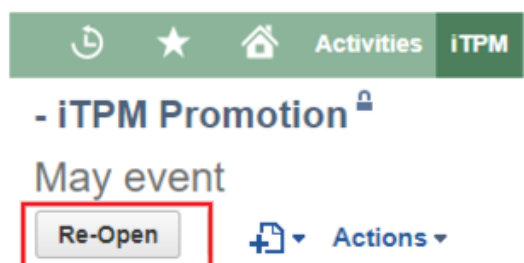 Activities iTPM
- iTPM Promotion
May event
Re-Open Actions